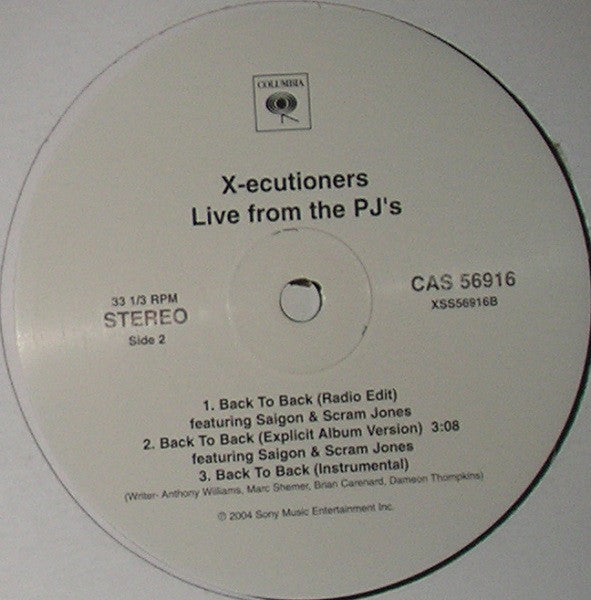 COLUMBIA
X-ecutioners
Live from the PJ's
33 1/3 RPM
STEREO
Side 2
CAS 56916
XSS56916B
1. Back To Back (Radio Edit)
featuring Saigon & Scram Jones
2. Back To Back (Explicit Album Version) 3:08
featuring Saigon & Scram Jones
3. Back To Back (Instrumental)
(Writer- Anthony Williams, Marc Shemer, Brian Carenard, Dameon Thompkins)
℗ 2004 Sony Music Entertainment Inc.